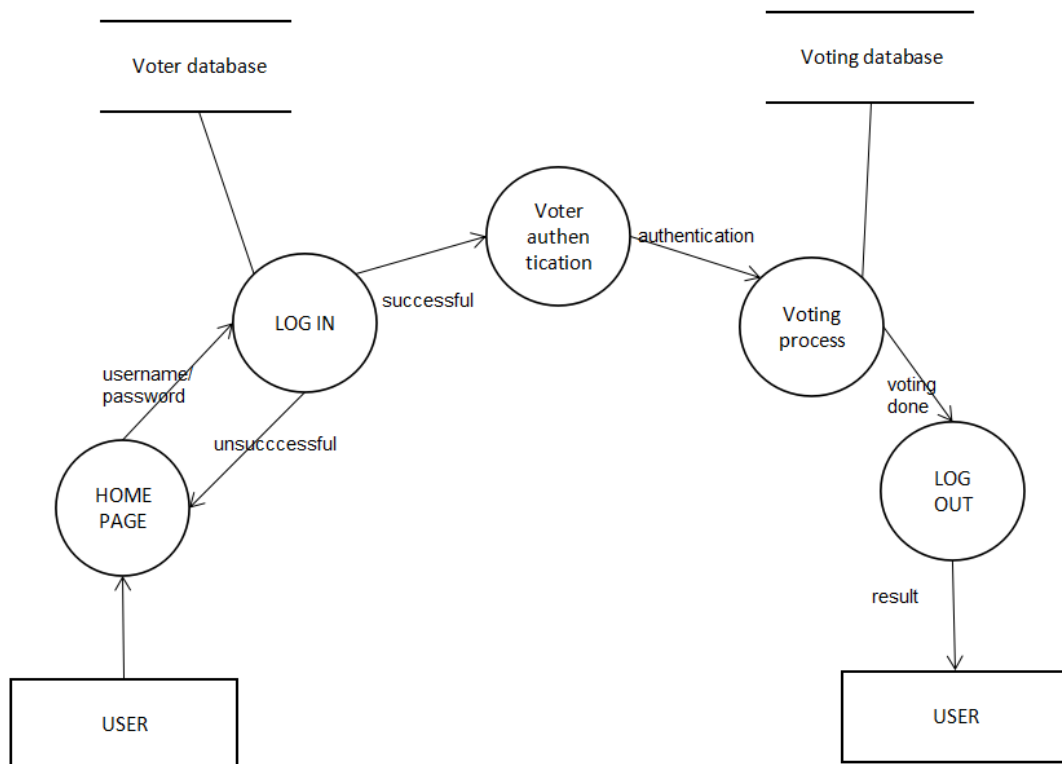 Voter database
Voting database
Voter
authen
tication
authentication
successful
LOG IN
Voting
process
username/
password
unsucccessful
voting
done
HOME
PAGE
LOG
OUT
result
USER
USER